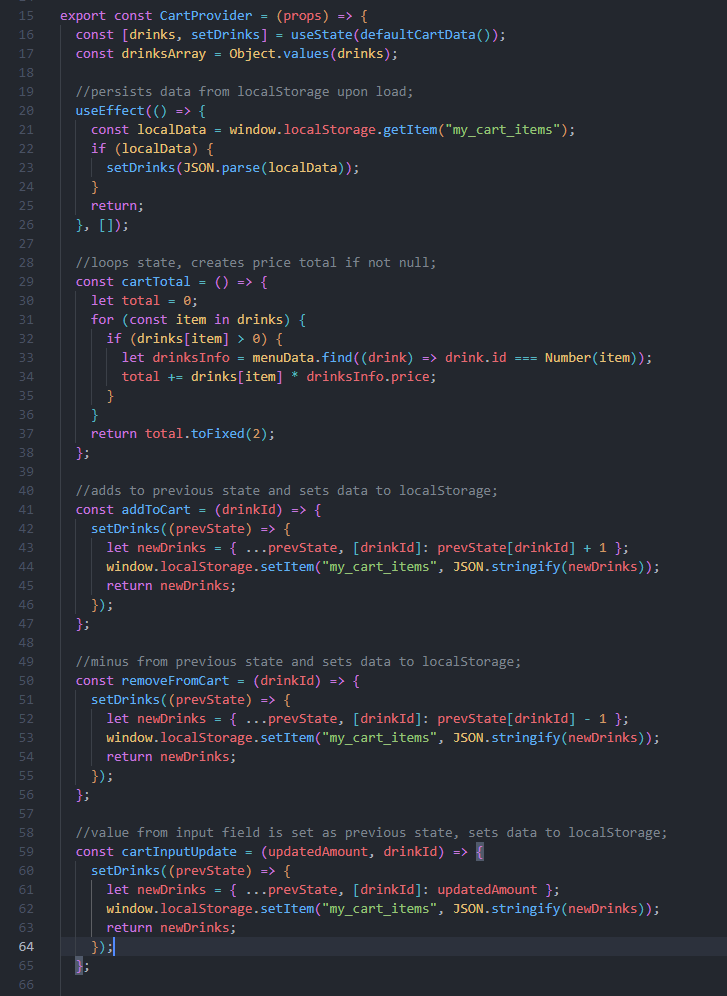 15 export const CartProvider = (props) => {
16   const [drinks, setDrinks] = useState(defaultCartData());
17   const drinksArray = Object.values(drinks);
18
19   //persists data from localStorage upon load;
20   useEffect(() => {
21     const localData = window.localStorage.getItem("my_cart_items");
22     if (localData) {
23       setDrinks(JSON.parse(localData));
24     }
25     return;
26   }, []);
27
28   //loops state, creates price total if not null;
29   const cartTotal = () => {
30     let total = 0;
31     for (const item in drinks) {
32       if (drinks[item] > 0) {
33         let drinksInfo = menuData.find((drink) => drink.id === Number(item));
34         total += drinks[item] * drinksInfo.price;
35       }
36     }
37     return total.toFixed(2);
38   };
39
40   //adds to previous state and sets data to localStorage;
41   const addToCart = (drinkId) => {
42     setDrinks((prevState) => {
43       let newDrinks = { ...prevState, [drinkId]: prevState[drinkId] + 1 };
44       window.localStorage.setItem("my_cart_items", JSON.stringify(newDrinks));
45       return newDrinks;
46     });
47   };
48
49   //minus from previous state and sets data to localStorage;
50   const removeFromCart = (drinkId) => {
51     setDrinks((prevState) => {
52       let newDrinks = { ...prevState, [drinkId]: prevState[drinkId] - 1 };
53       window.localStorage.setItem("my_cart_items", JSON.stringify(newDrinks));
54       return newDrinks;
55     });
56   };
57
58   //value from input field is set as previous state, sets data to localStorage;
59   const cartInputUpdate = (updatedAmount, drinkId) => {
60     setDrinks((prevState) => {
61       let newDrinks = { ...prevState, [drinkId]: updatedAmount };
62       window.localStorage.setItem("my_cart_items", JSON.stringify(newDrinks));
63       return newDrinks;
64     });
65   };
66